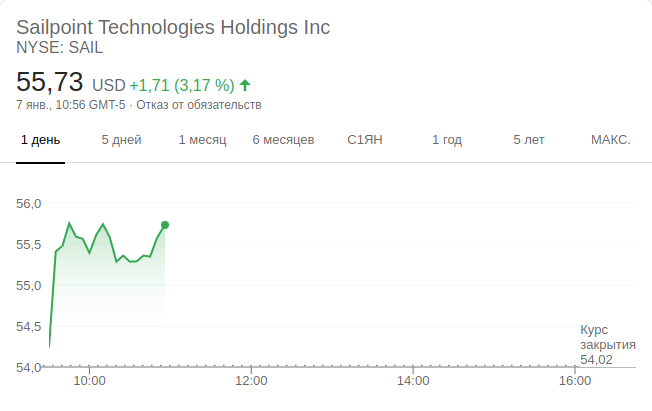 Sailpoint Technologies Holdings Inc
NYSE: SAIL
55,73 USD +1,71 (3,17 %)
7 янв., 10:56 GMT-5 · Отказ от обязательств
1 день 5 дней 1 месяц 6 месяцев С1ЯН 1 год 5 лет МАКС.
56,0
55,5
55,0
54,5
54,0
Курс
закрытия
54,02
10:00 12:00 14:00 16:00